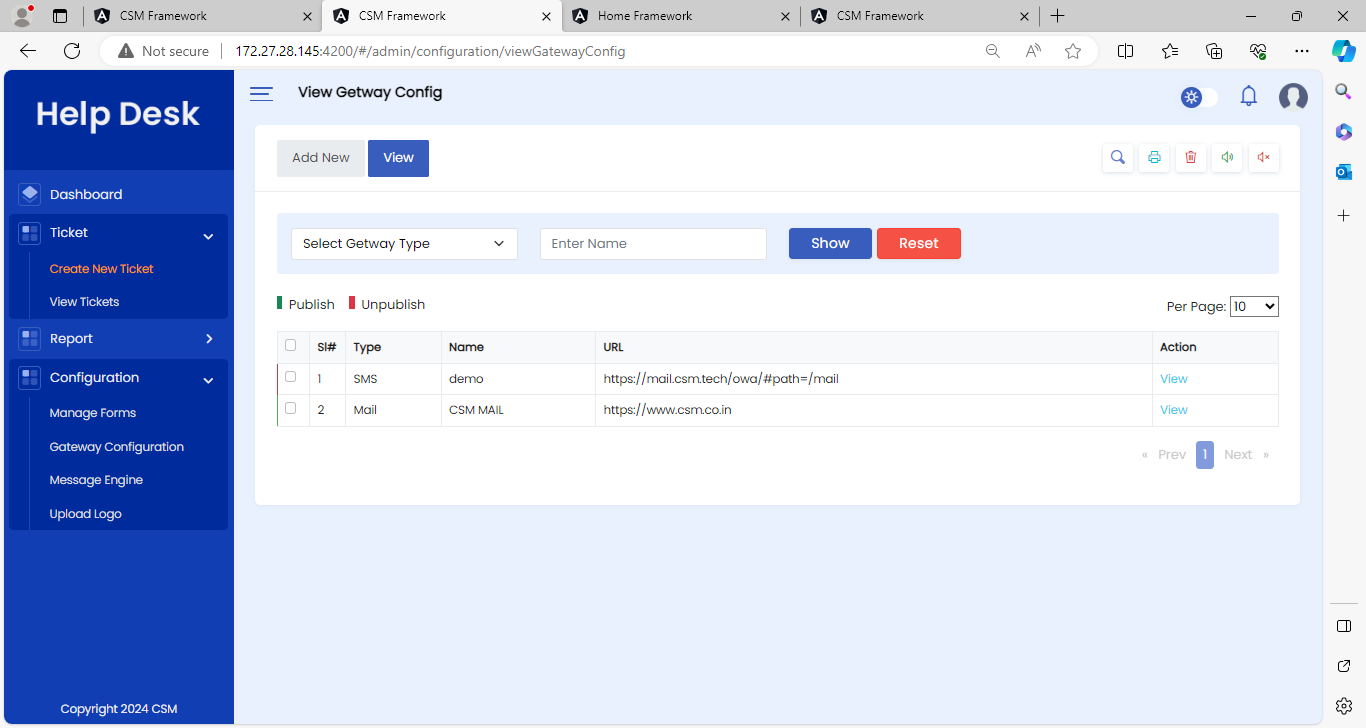 CSM Framework
CSM Framework
Home Framework
CSM Framework
Not secure 172.27.28.145:4200/#/admin/configuration/viewGatewayConfig
Help Desk
View Getway Config
Add New View
Dashboard
Ticket
Create New Ticket
View Tickets
Report
Configuration
Manage Forms
Gateway Configuration
Message Engine
Upload Logo
Copyright 2024 CSM
Select Getway Type Enter Name Show Reset
Publish Unpublish Per Page: 10
Sl# Type Name URL Action
1 SMS demo https://mail.csm.tech/owa/#path=/mail View
2 Mail CSM MAIL https://www.csm.co.in View
« Prev 1 Next »